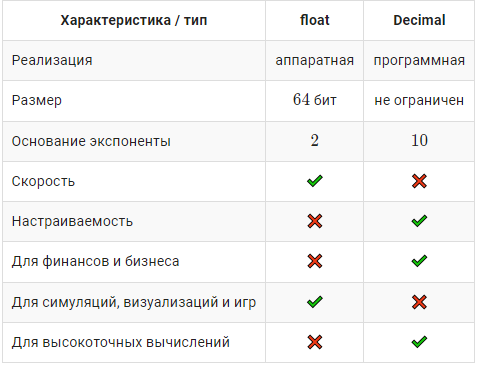 Характеристика / тип float Decimal
Реализация аппаратная программная
Размер 64 бит не ограничен
Основание экспоненты 2 10
Скорость
Настраиваемость
Для финансов и бизнеса
Для симуляций, визуализаций и игр
Для высокоточных вычислений